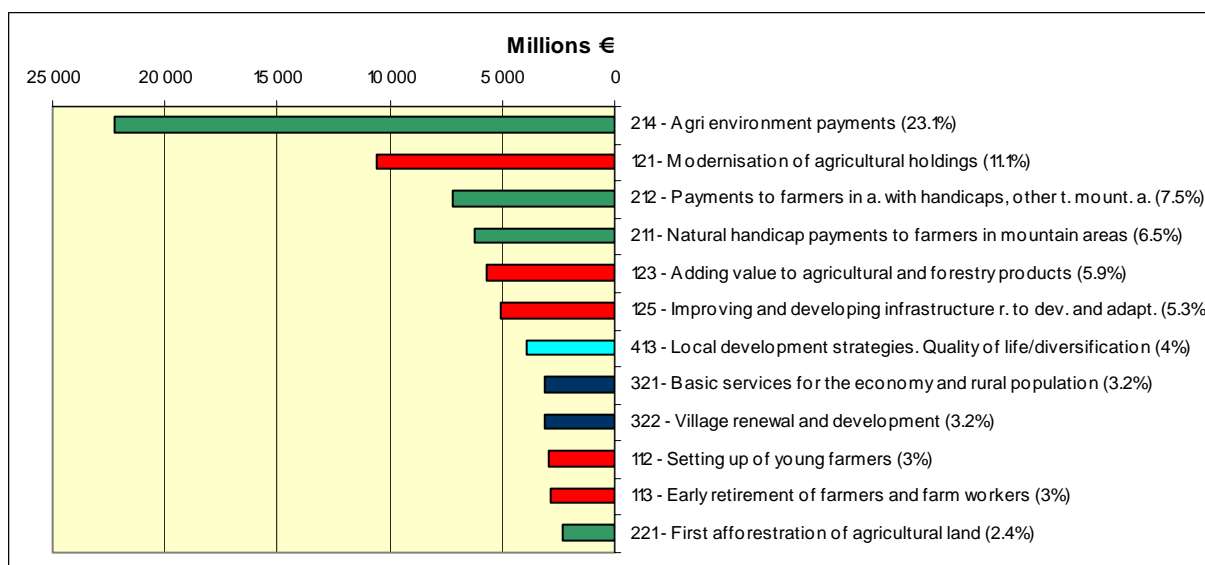 Millions €
25 000 20 000 15 000 10 000 5 000 0
214 - Agri environment payments (23.1%)
121 - Modernisation of agricultural holdings (11.1%)
212 - Payments to farmers in a. with handicaps, other t. mount. a. (7.5%)
211 - Natural handicap payments to farmers in mountain areas (6.5%)
123 - Adding value to agricultural and forestry products (5.9%)
125 - Improving and developing infrastructure r. to dev. and adapt. (5.3%
413 - Local development strategies. Quality of life/diversification (4%)
321 - Basic services for the economy and rural population (3.2%)
322 - Village renewal and development (3.2%)
112 - Setting up of young farmers (3%)
113 - Early retirement of farmers and farm workers (3%)
221 - First afforestration of agricultural land (2.4%)